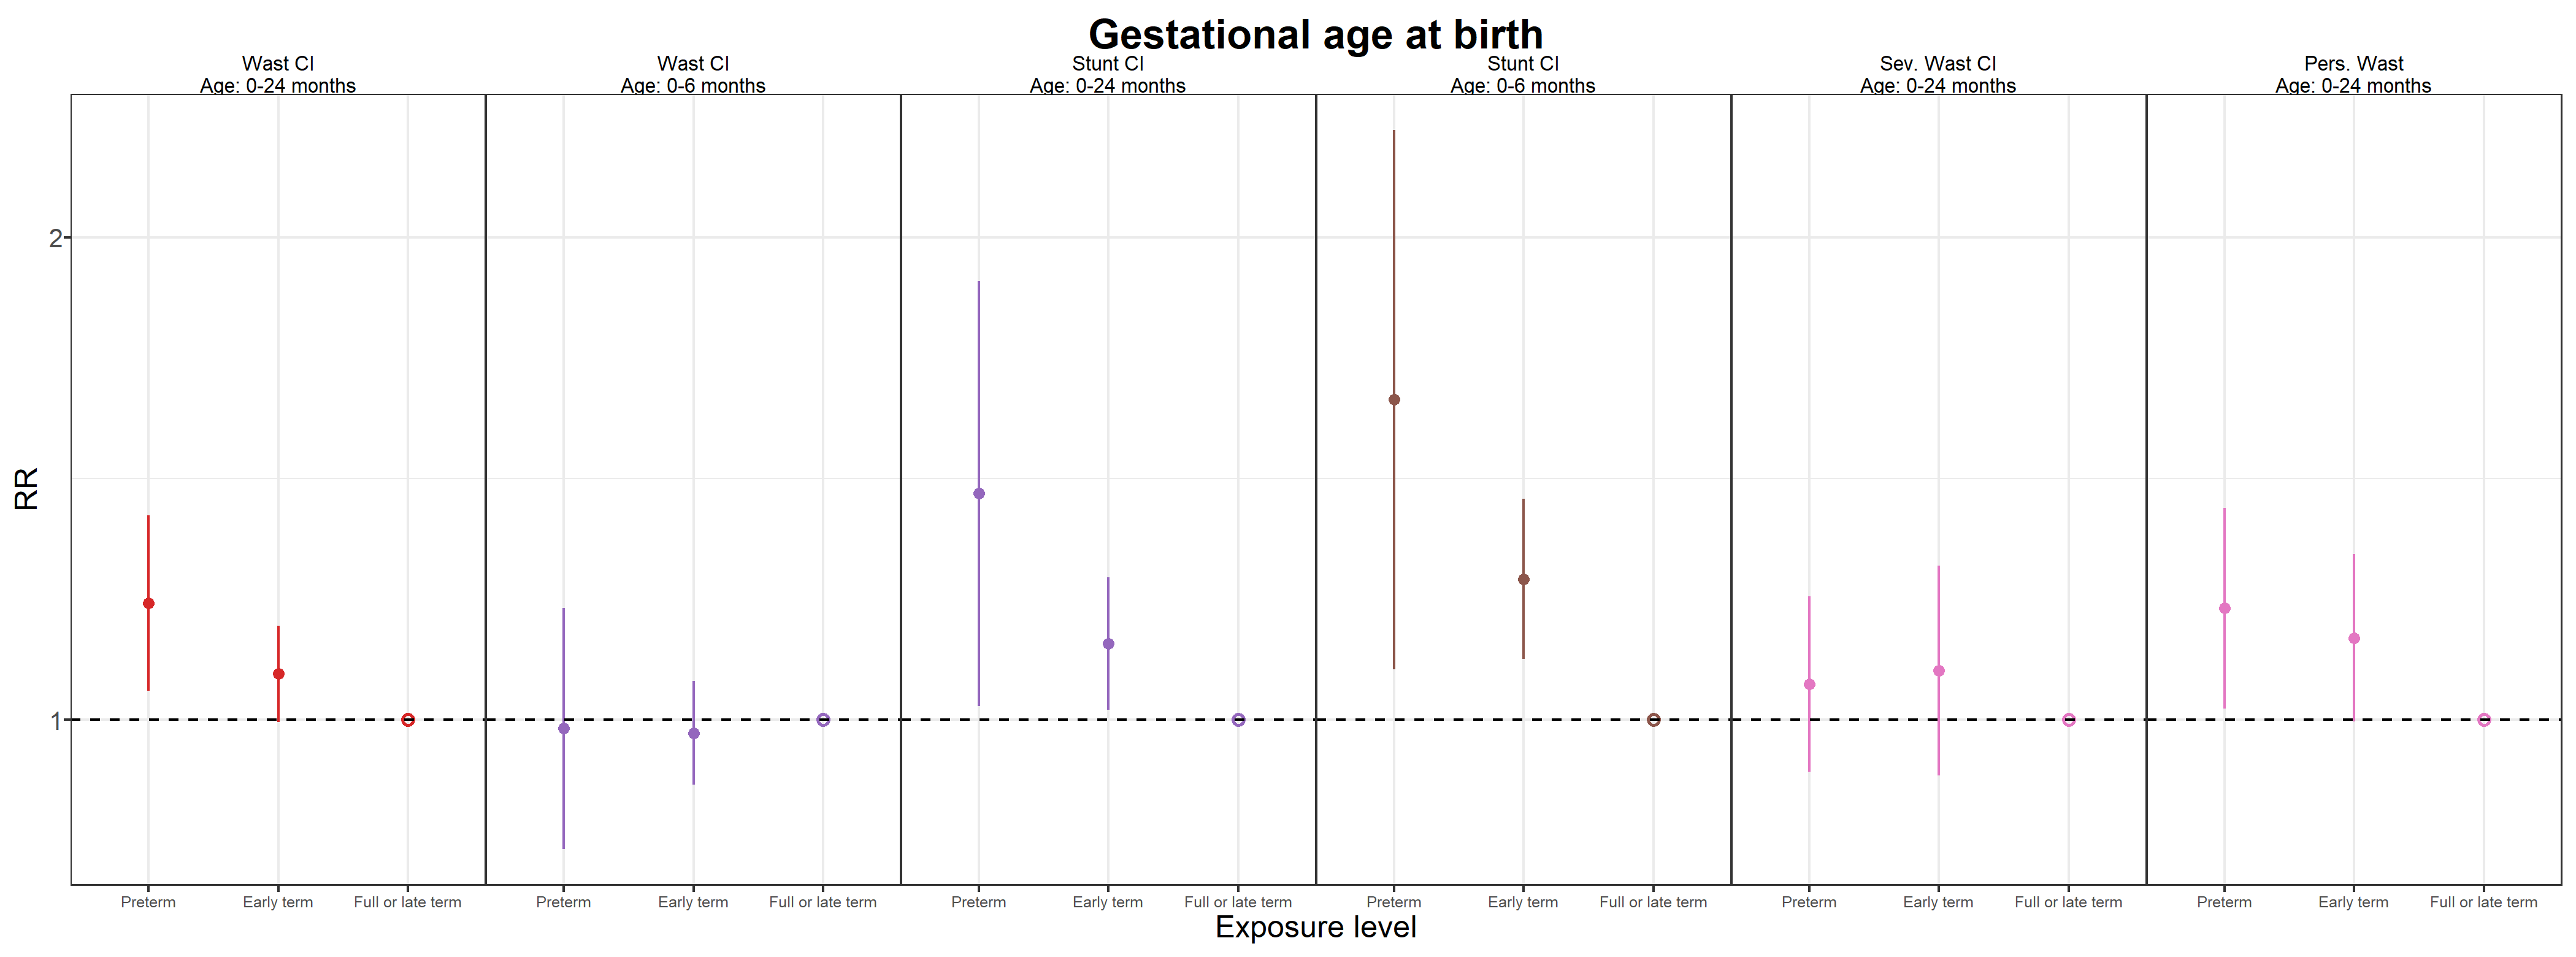 Gestational age at birth
Wast CI
Age: 0-24 months
Wast CI
Age: 0-6 months
Stunt CI
Age: 0-24 months
Stunt CI
Age: 0-6 months
Sev. Wast CI
Age: 0-24 months
Pers. Wast
Age: 0-24 months
RR
2
1
Preterm Early term Full or late term
Preterm Early term Full or late term
Preterm Early term Full or late term
Preterm Early term Full or late term
Preterm Early term Full or late term
Preterm Early term Full or late term
Exposure level